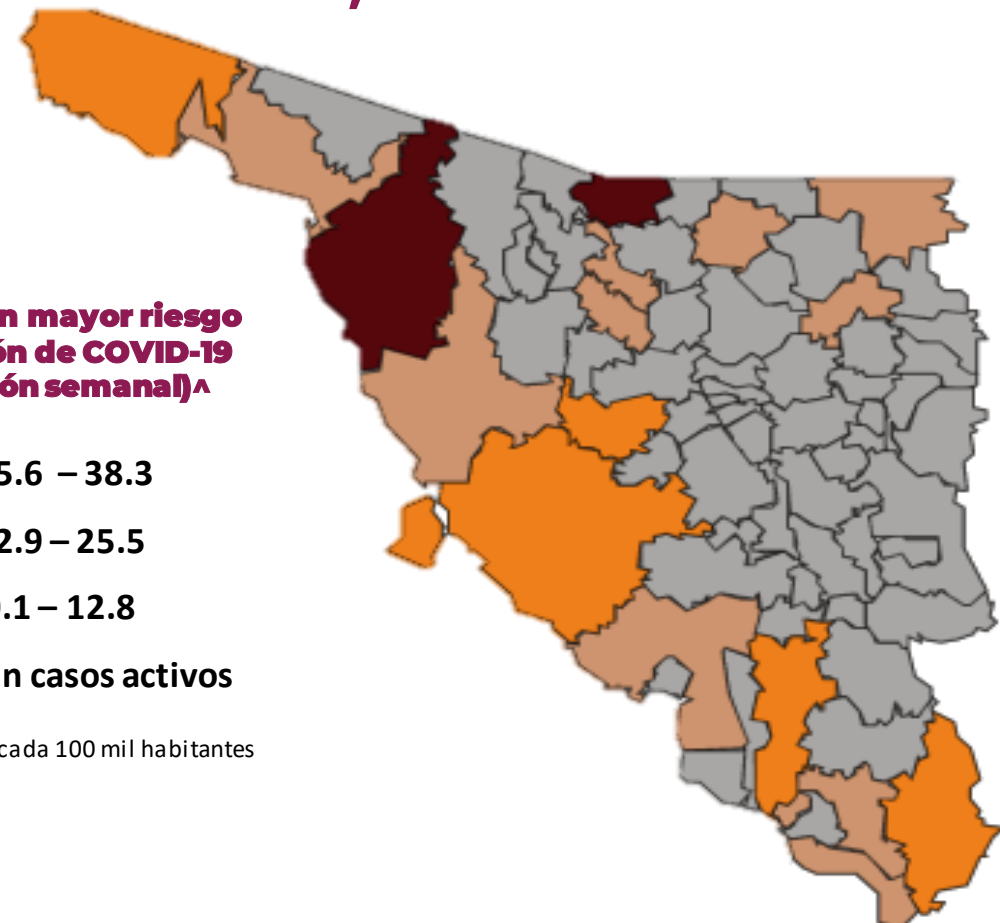 n mayor riesgo
ón de COVID-19
ón semanal)^
5.6 – 38.3
2.9 – 25.5
.1 – 12.8
n casos activos
cada 100 mil habitantes